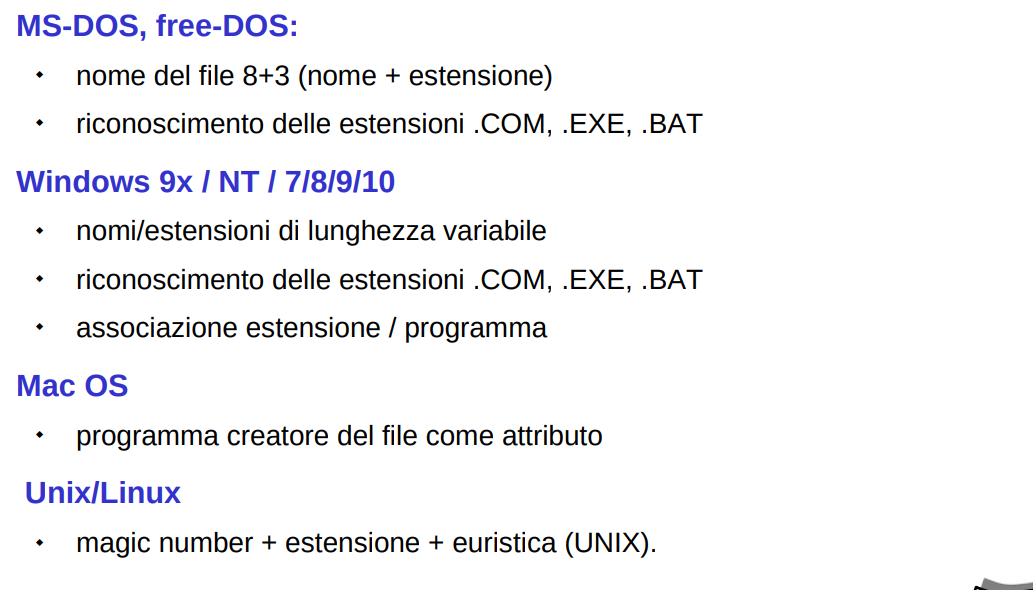 MS-DOS, free-DOS:
nome del file 8+3 (nome + estensione)
riconoscimento delle estensioni .COM, .EXE, .BAT
Windows 9x / NT / 7/8/9/10
nomi/estensioni di lunghezza variabile
riconoscimento delle estensioni .COM, .EXE, .BAT
associazione estensione / programma
Mac OS
programma creatore del file come attributo
Unix/Linux
magic number + estensione + euristica (UNIX).